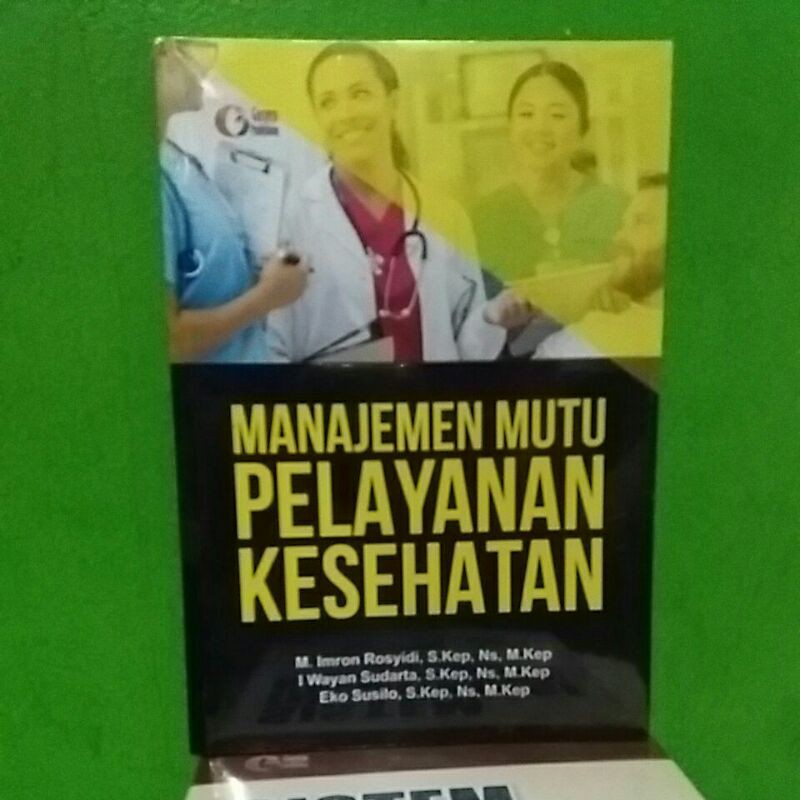 MANAJEMEN MUTU
PELAYANAN
KESEHATAN
M. Imron Rosyidi, S.Kep, Ns, M.Kep
I Wayan Sudarta, S.Kep, Ns, M.Kep
Eko Susilo, S.Kep, Ns, M.Kep
SISTEM